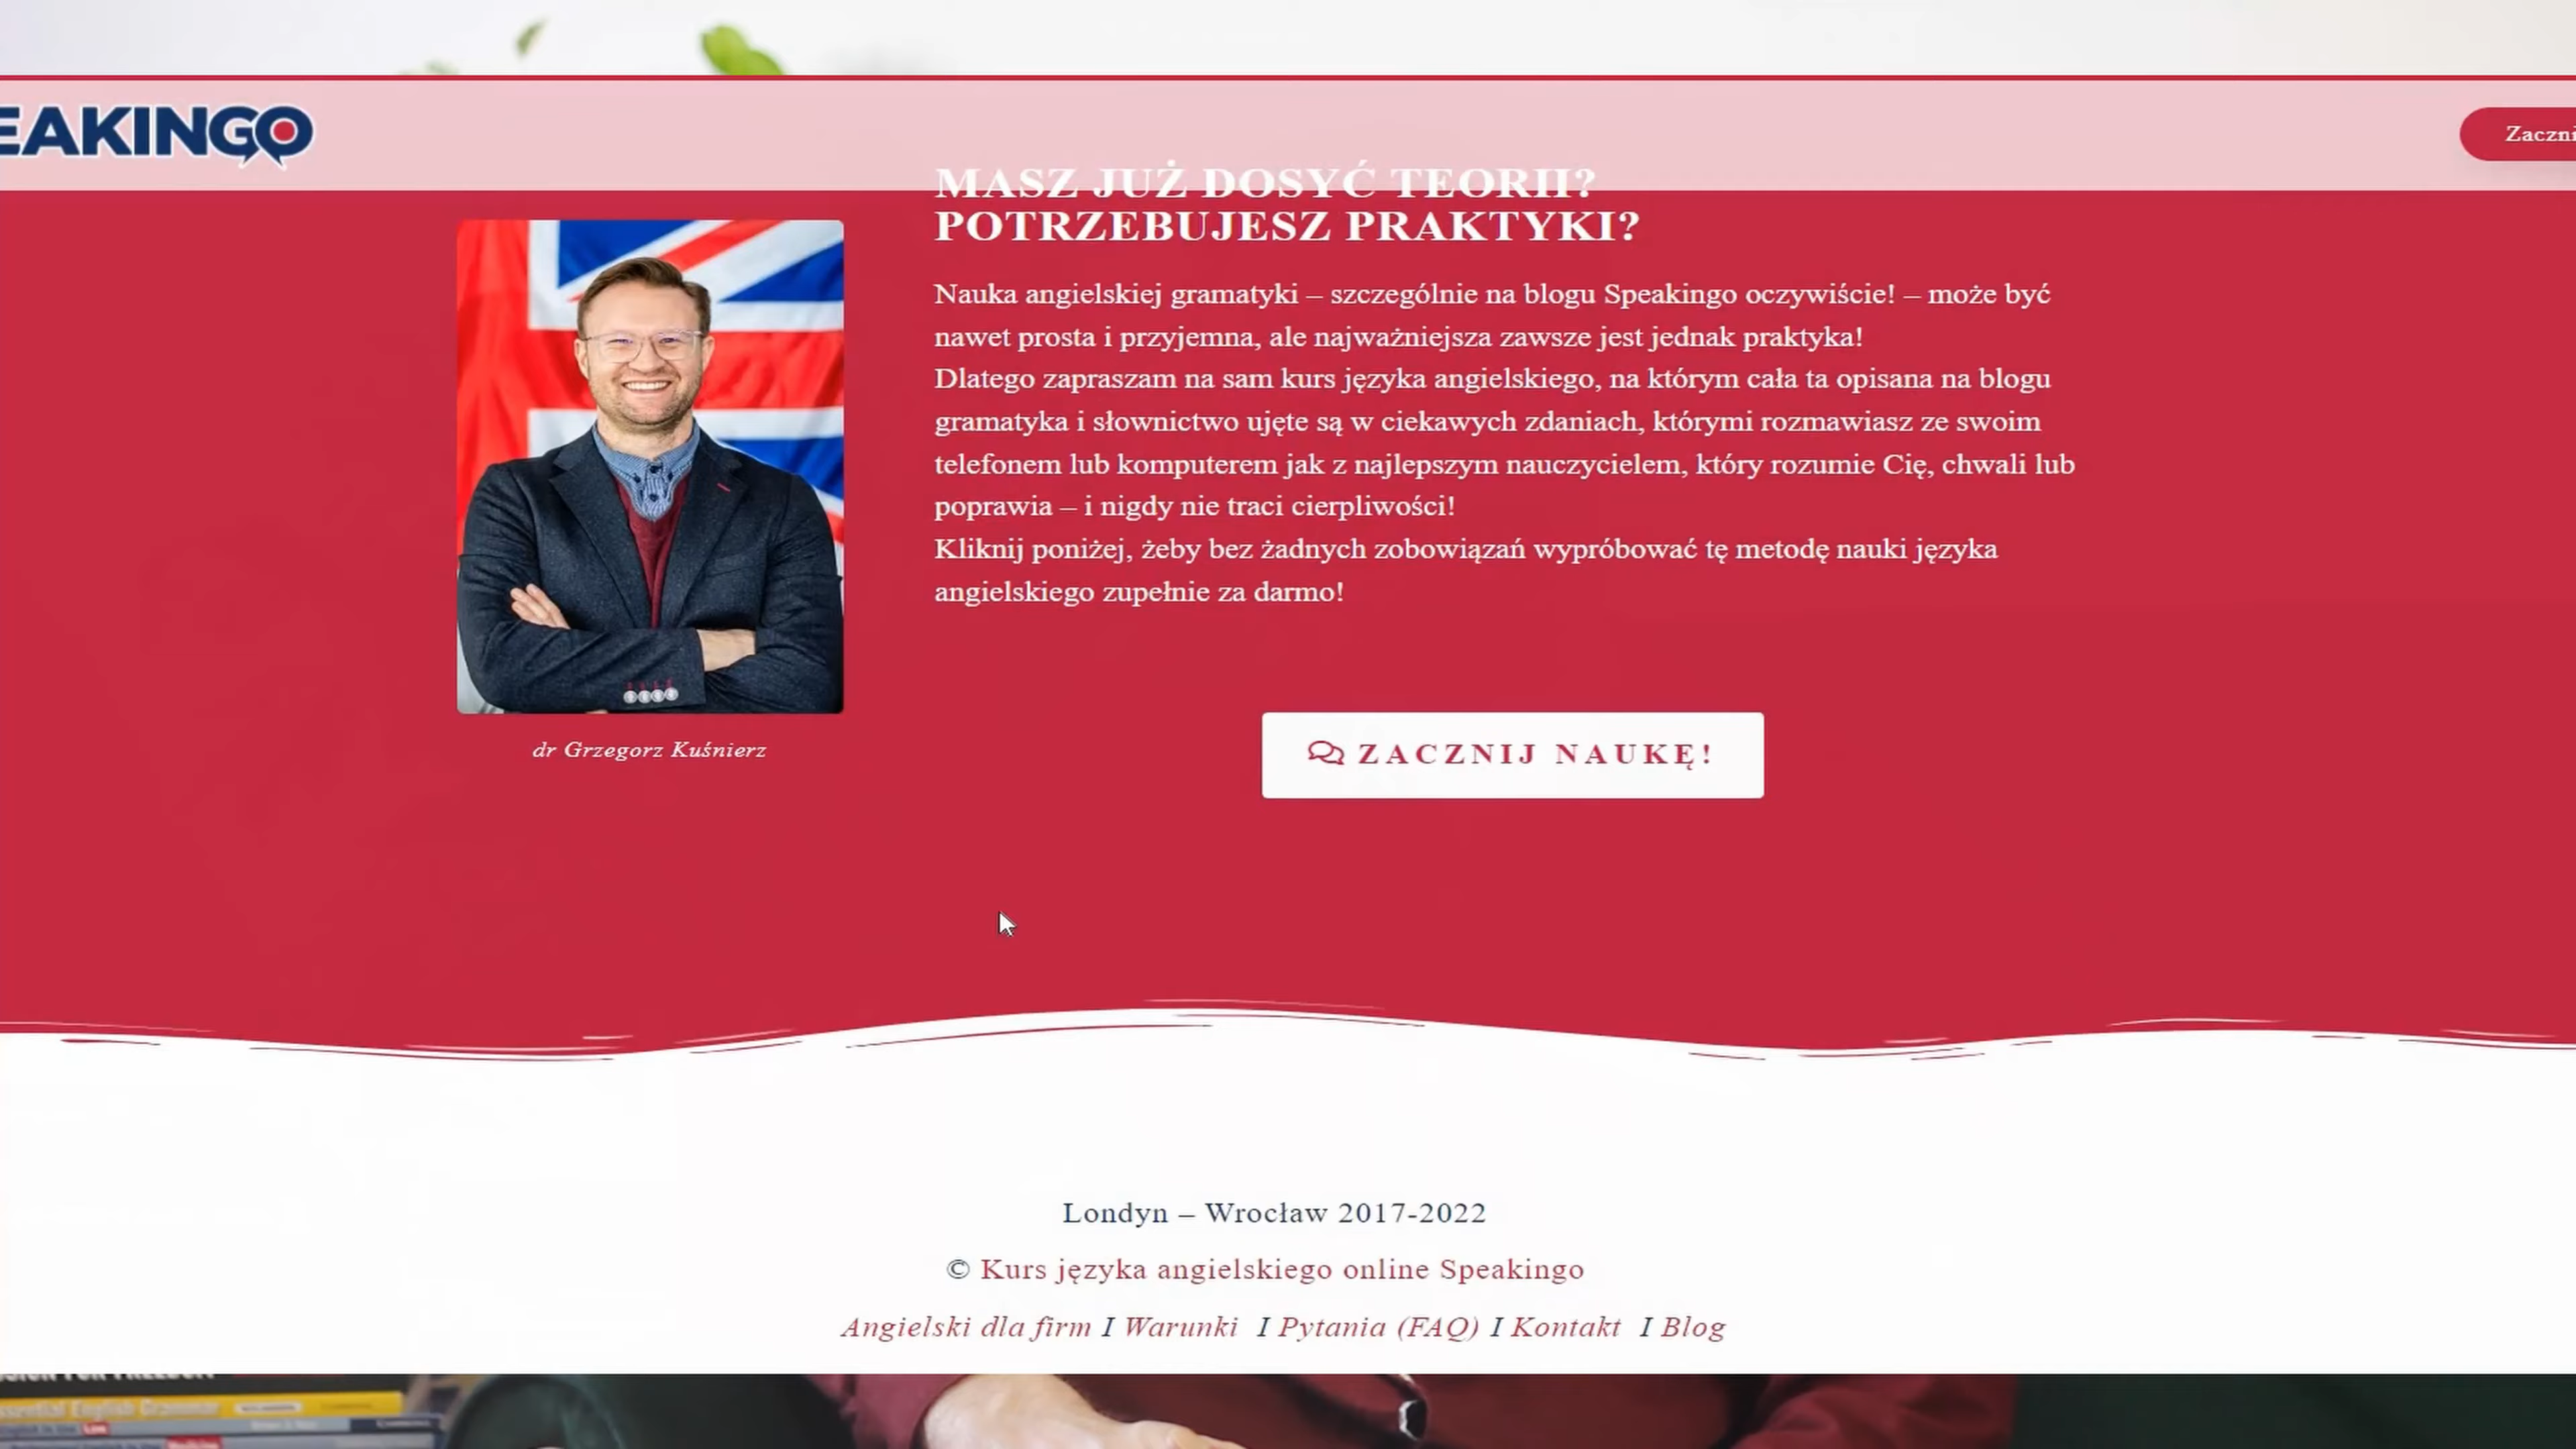 EAKINGO
Zaczni
MASZ JUŻ DOSYĆ TEORII?
POTRZEBUJESZ PRAKTYKI?
Nauka angielskiej gramatyki – szczególnie na blogu Speakingo oczywiście! – może być
nawet prosta i przyjemna, ale najważniejsza zawsze jest jednak praktyka!
Dlatego zapraszam na sam kurs języka angielskiego, na którym cała ta opisana na blogu
gramatyka i słownictwo ujęte są w ciekawych zdaniach, którymi rozmawiasz ze swoim
telefonem lub komputerem jak z najlepszym nauczycielem, który rozumie Cię, chwali lub
poprawia – i nigdy nie traci cierpliwości!
Kliknij poniżej, żeby bez żadnych zobowiązań wypróbować tę metodę nauki języka
angielskiego zupełnie za darmo!
dr Grzegorz Kuśnierz
ZACZNIJ NAUKĘ!
Londyn – Wrocław 2017-2022
© Kurs języka angielskiego online Speakingo
Angielski dla firm I Warunki I Pytania (FAQ) I Kontakt I Blog
English Grammar